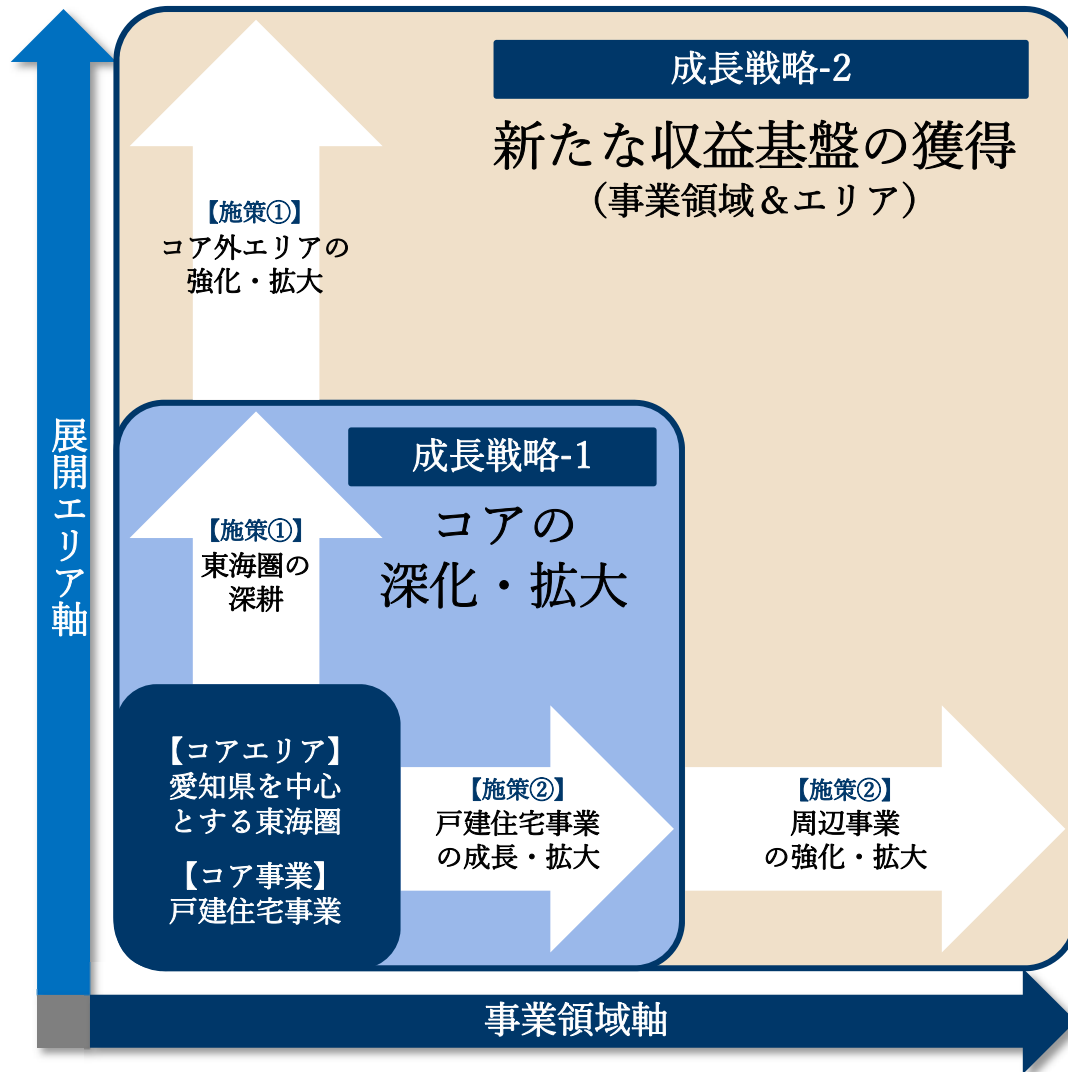 成長戦略-2
新たな収益基盤の獲得
（事業領域＆エリア）
【施策①】
コア外エリアの
強化・拡大
展開エリア軸
成長戦略-1
コアの
深化・拡大
【施策①】
東海圏の
深耕
【コアエリア】
愛知県を中心
とする東海圏
【コア事業】
戸建住宅事業
【施策②】
戸建住宅事業
の成長・拡大
【施策②】
周辺事業
の強化・拡大
事業領域軸